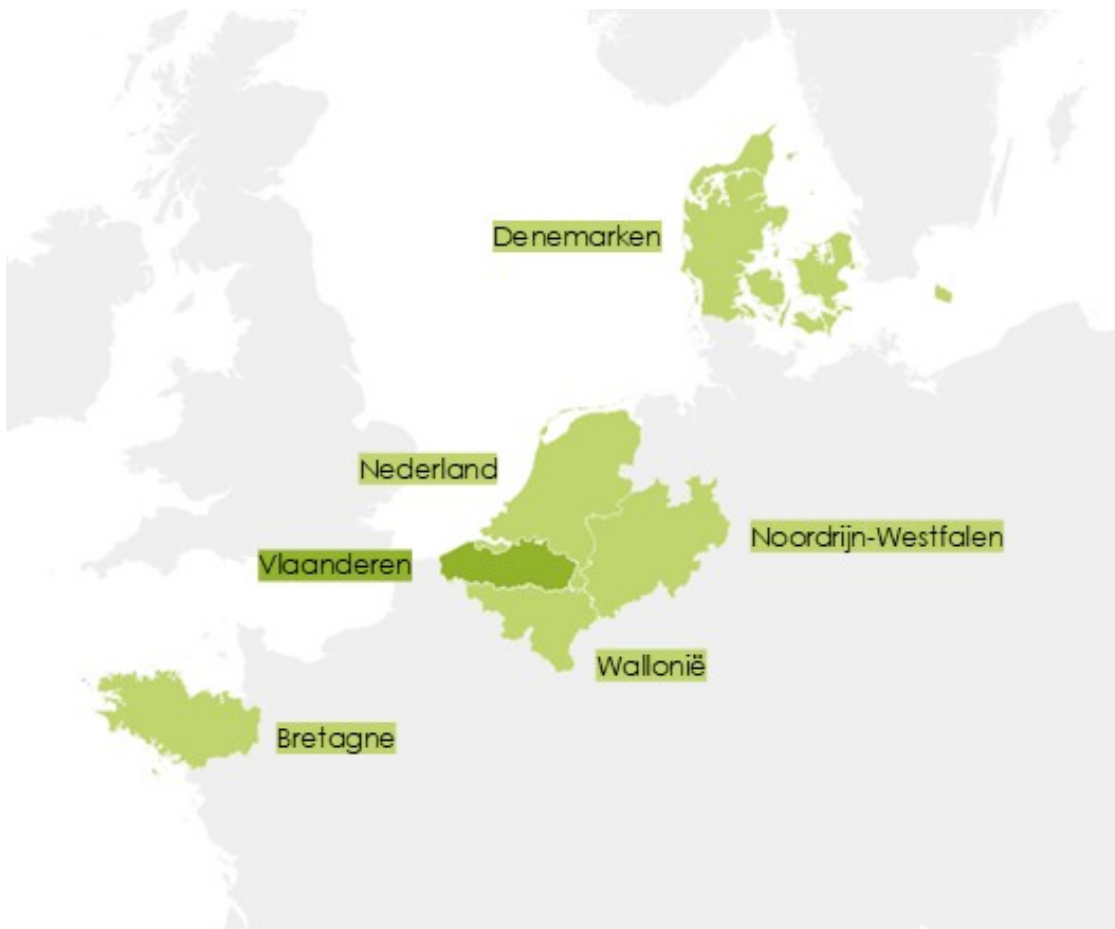 Denemarken
Nederland
Noordrijn-Westfalen
Vlaanderen
Wallonië
Bretagne